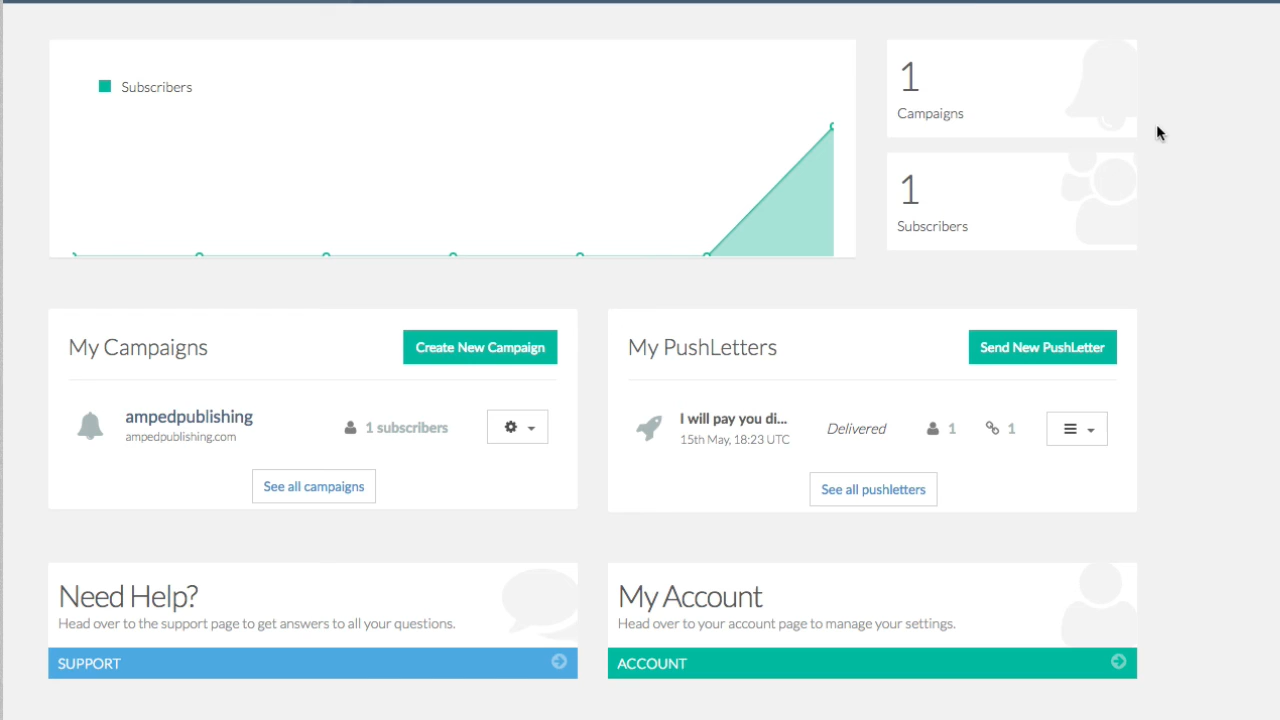 Subscribers
1
Campaigns
1
Subscribers
My Campaigns
Create New Campaign
ampedpublishing
ampedpublishing.com
1 subscribers
See all campaigns
My PushLetters
Send New PushLetter
I will pay you di...
15th May, 18:23 UTC
Delivered
1
1
See all pushletters
Need Help?
Head over to the support page to get answers to all your questions.
SUPPORT
My Account
Head over to your account page to manage your settings.
ACCOUNT